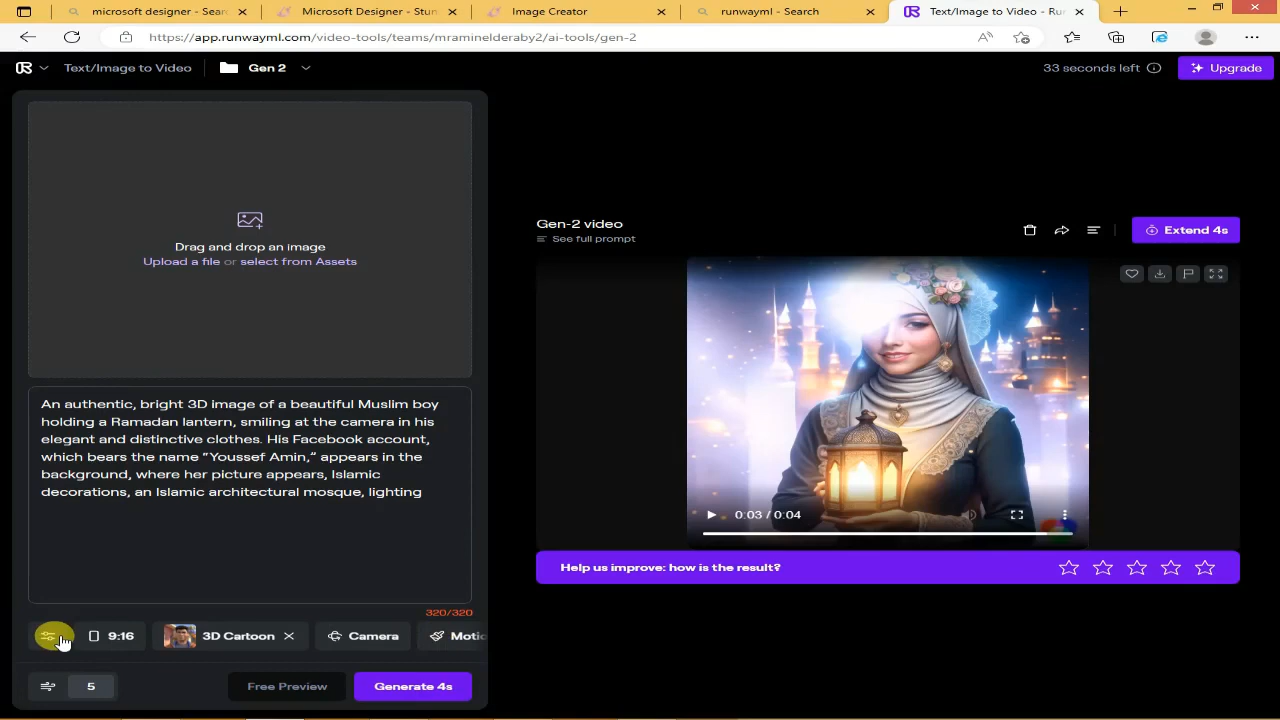 microsoft designer - Sear
Microsoft Designer - Stun
Image Creator
runwayml - Search
Text/Image to Video - Ru
https://app.runwayml.com/video-tools/teams/mraminelderaby2/ai-tools/gen-2
Text/Image to Video
Gen 2
33 seconds left
Upgrade
Drag and drop an image
Upload a file or select from Assets
An authentic, bright 3D image of a beautiful Muslim boy
holding a Ramadan lantern, smiling at the camera in his
elegant and distinctive clothes. His Facebook account,
which bears the name "Youssef Amin," appears in the
background, where her picture appears, Islamic
decorations, an Islamic architectural mosque, lighting
320/320
9:16
3D Cartoon
Camera
Motic
5
Free Preview
Generate 4s
Gen-2 video
See full prompt
Extend 4s
0:03 / 0:04
Help us improve: how is the result?